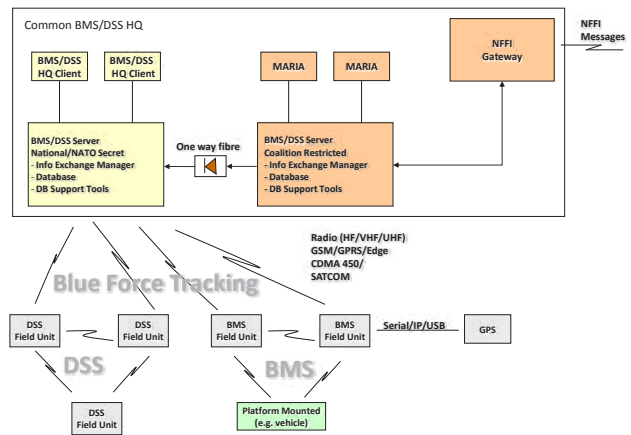 Common BMS/DSS HQ
NFFI
Messages
NFFI
Gateway
BMS/DSS
HQ Client
BMS/DSS
HQ Client
MARIA
MARIA
BMS/DSS Server
National/NATO Secret
- Info Exchange Manager
- Database
- DB Support Tools
One way fibre
BMS/DSS Server
Coalition Restricted
- Info Exchange Manager
- Database
- DB Support Tools
Radio (HF/VHF/UHF)
GSM/GPRS/Edge
CDMA 450/
SATCOM
Blue Force Tracking
DSS
Field Unit
DSS
Field Unit
BMS
Field Unit
BMS
Field Unit
Serial/IP/USB
GPS
DSS
BMS
DSS
Field Unit
Platform Mounted
(e.g. vehicle)